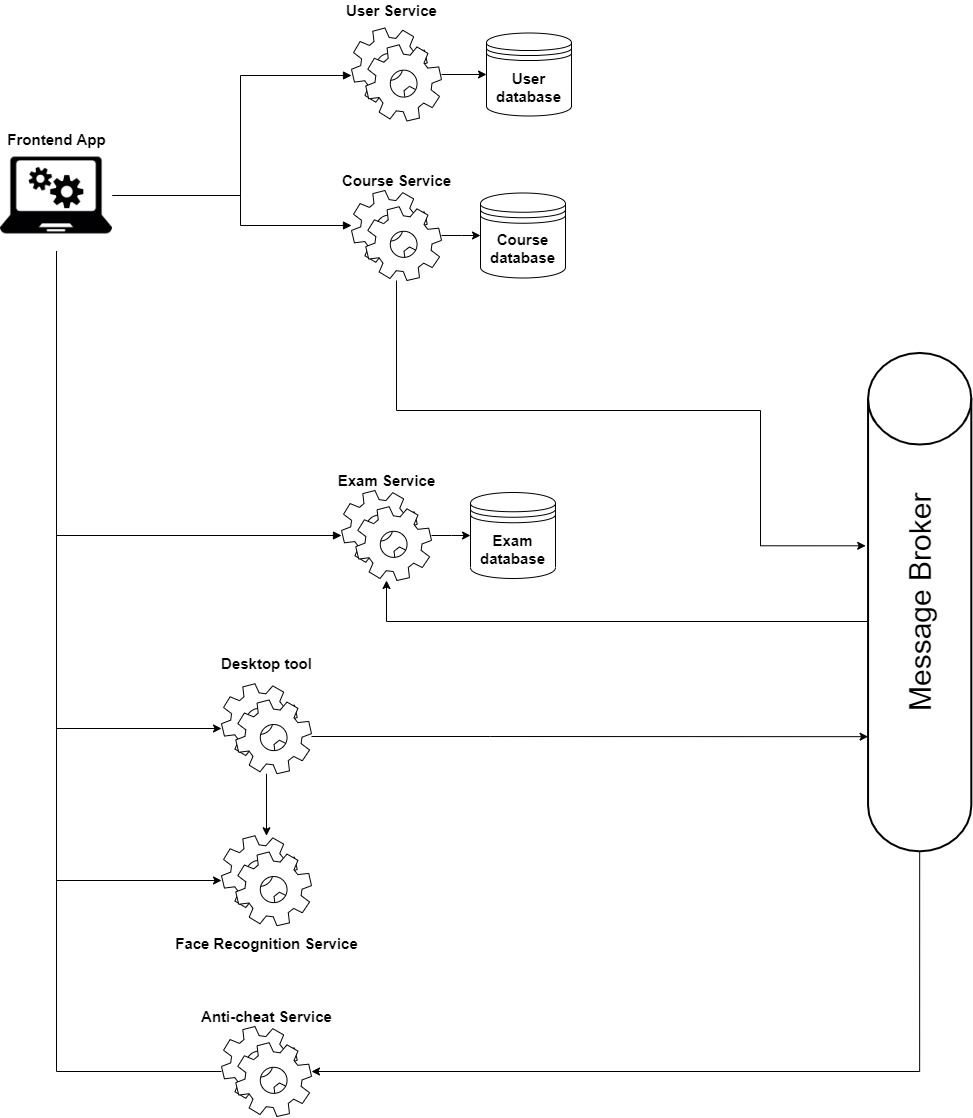 User Service
User
database
Frontend App
Course Service
Course
database
Exam Service
Exam
database
Message Broker
Desktop tool
Face Recognition Service
Anti-cheat Service